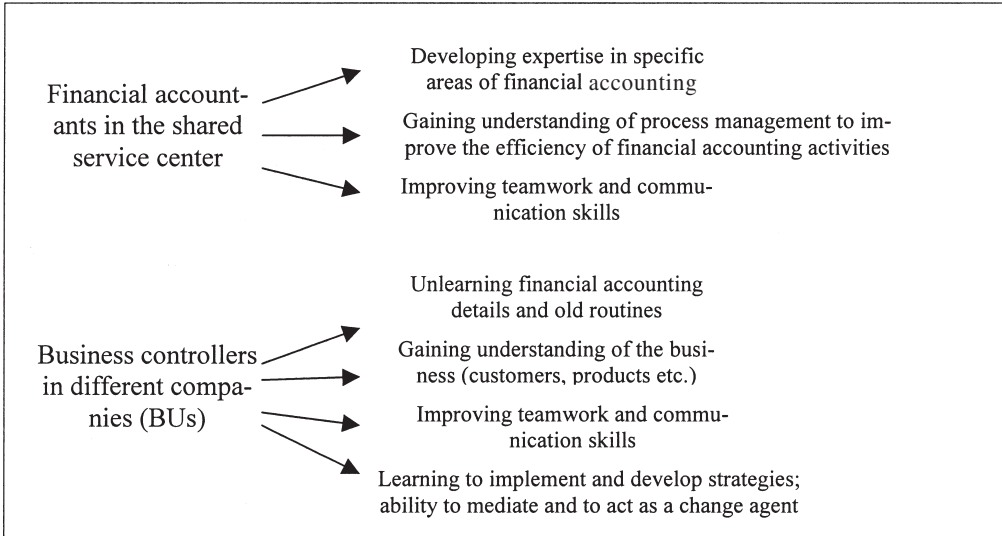 Financial account-
ants in the shared
service center
Developing expertise in specific
areas of financial accounting
Gaining understanding of process management to im-
prove the efficiency of financial accounting activities
Improving teamwork and commu-
nication skills
Business controllers
in different compa-
nies (BUs)
Unlearning financial accounting
details and old routines
Gaining understanding of the busi-
ness (customers, products etc.)
Improving teamwork and commu-
nication skills
Learning to implement and develop strategies;
ability to mediate and to act as a change agent